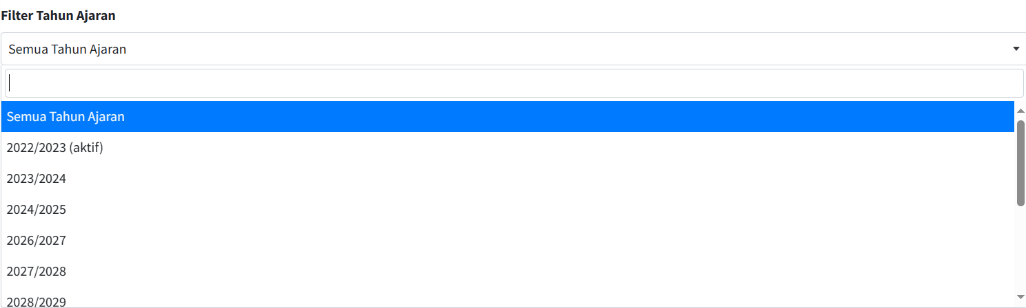 Filter Tahun Ajaran
Semua Tahun Ajaran
Semua Tahun Ajaran
2022/2023 (aktif)
2023/2024
2024/2025
2026/2027
2027/2028
2028/2029